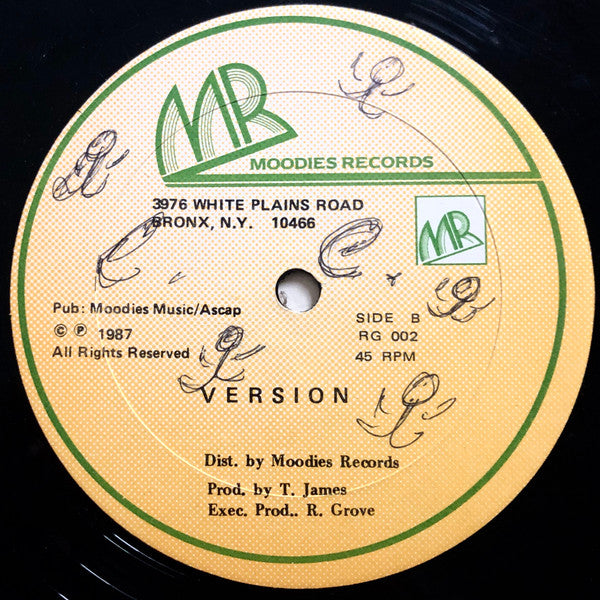 MR
MOODIES RECORDS
3976 WHITE PLAINS ROAD
BRONX, N.Y. 10466
MR
Pub: Moodies Music/Ascap
© ℗ 1987
All Rights Reserved
SIDE B
RG 002
45 RPM
VERSION
Dist. by Moodies Records
Prod. by T. James
Exec. Prod.. R. Grove